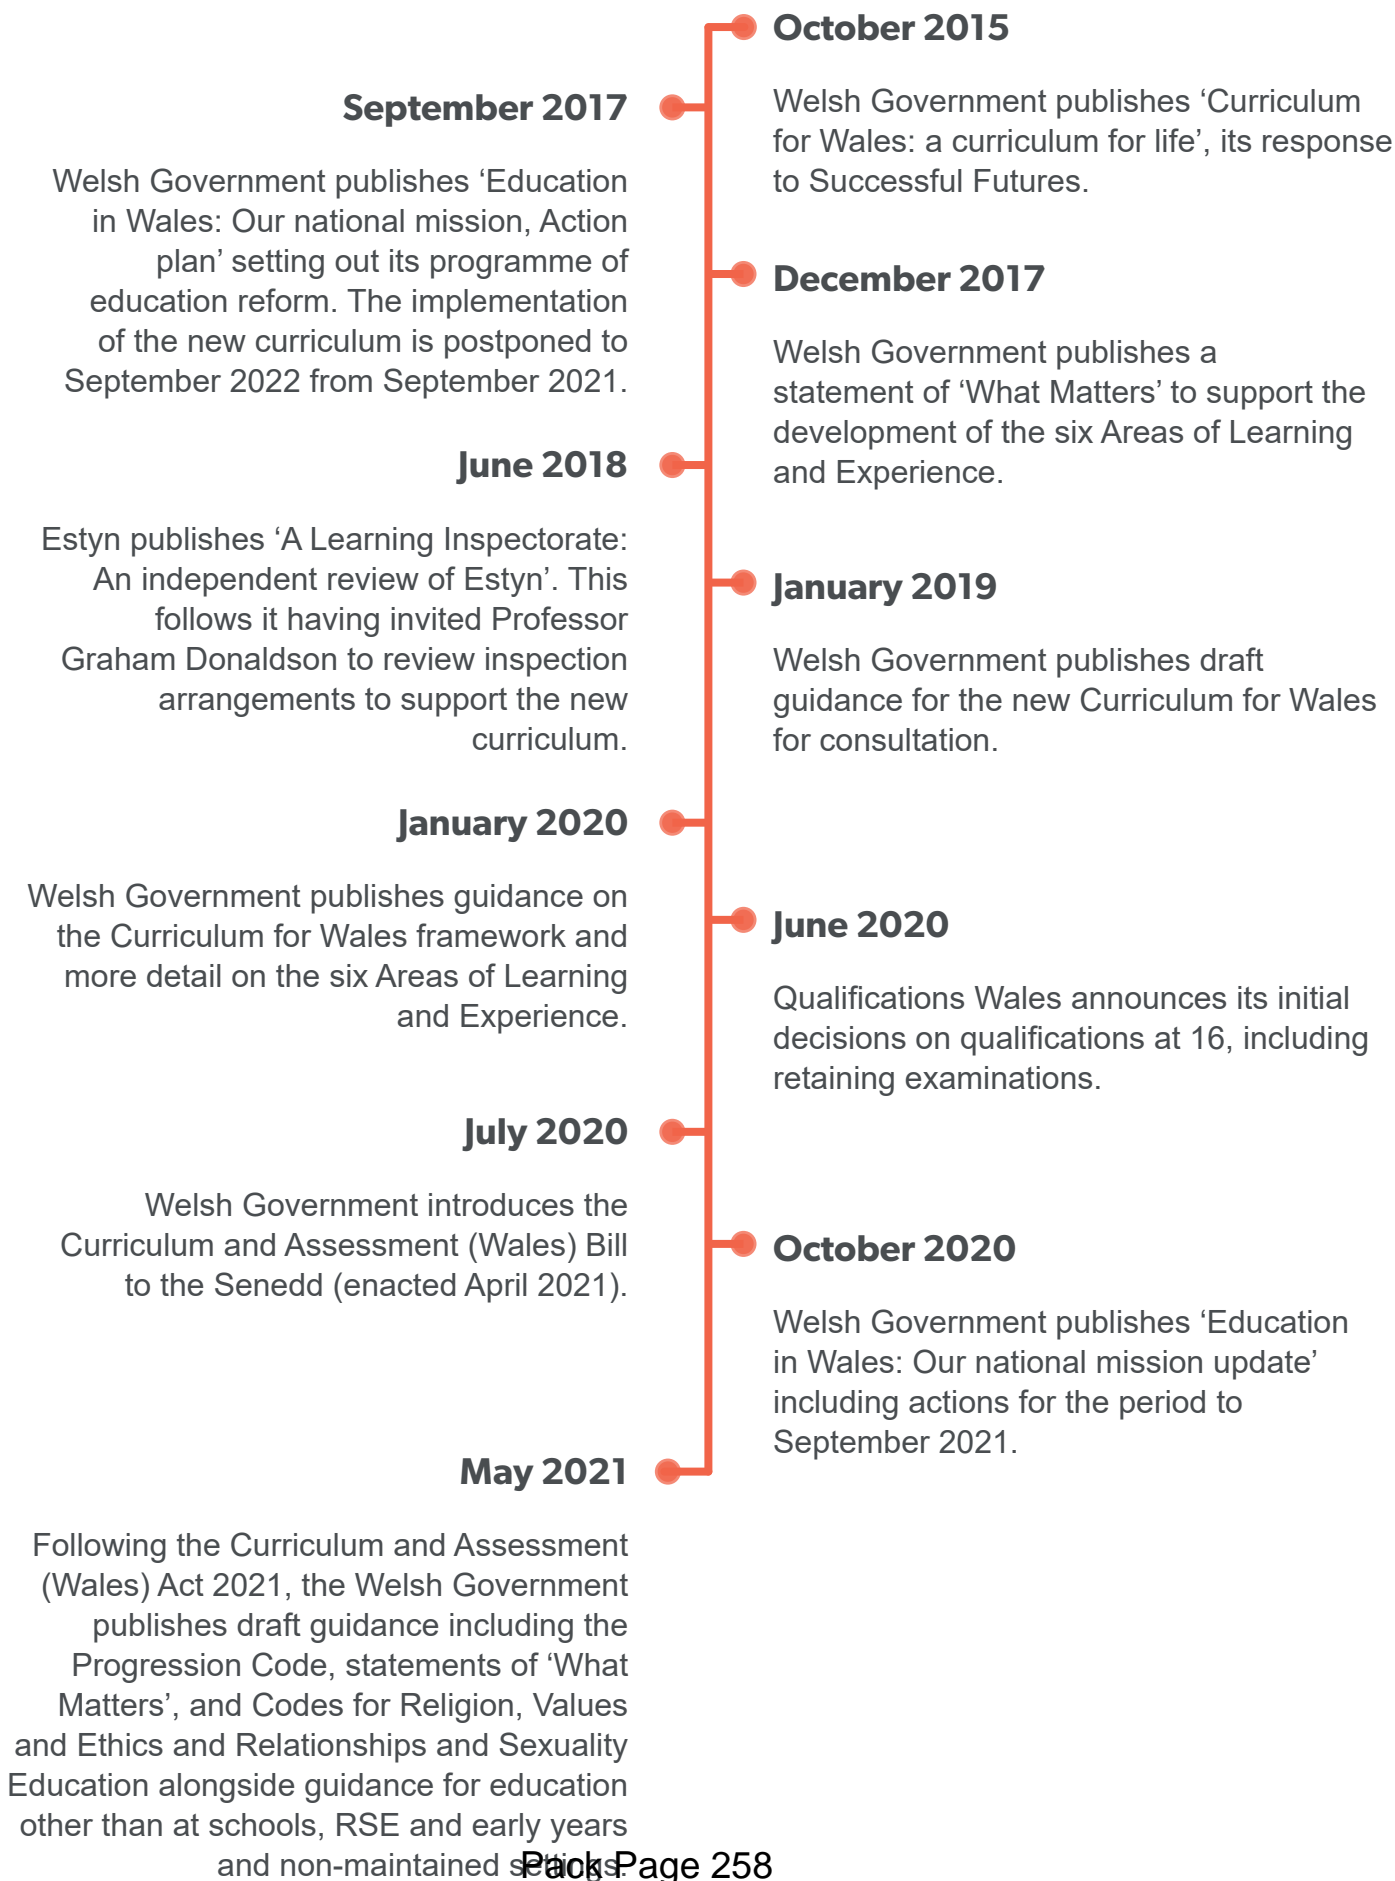 October 2015
Welsh Government publishes ‘Curriculum
for Wales: a curriculum for life’, its response
to Successful Futures.
September 2017
Welsh Government publishes ‘Education
in Wales: Our national mission, Action
plan’ setting out its programme of
education reform. The implementation
of the new curriculum is postponed to
September 2022 from September 2021.
December 2017
Welsh Government publishes a
statement of ‘What Matters’ to support the
development of the six Areas of Learning
and Experience.
June 2018
Estyn publishes ‘A Learning Inspectorate:
An independent review of Estyn’. This
follows it having invited Professor
Graham Donaldson to review inspection
arrangements to support the new
curriculum.
January 2019
Welsh Government publishes draft
guidance for the new Curriculum for Wales
for consultation.
January 2020
Welsh Government publishes guidance on
the Curriculum for Wales framework and
more detail on the six Areas of Learning
and Experience.
June 2020
Qualifications Wales announces its initial
decisions on qualifications at 16, including
retaining examinations.
July 2020
Welsh Government introduces the
Curriculum and Assessment (Wales) Bill
to the Senedd (enacted April 2021).
October 2020
Welsh Government publishes ‘Education
in Wales: Our national mission update’
including actions for the period to
September 2021.
May 2021
Following the Curriculum and Assessment
(Wales) Act 2021, the Welsh Government
publishes draft guidance including the
Progression Code, statements of ‘What
Matters’, and Codes for Religion, Values
and Ethics and Relationships and Sexuality
Education alongside guidance for education
other than at schools, RSE and early years
and non-maintained settings.
Pack Page 258